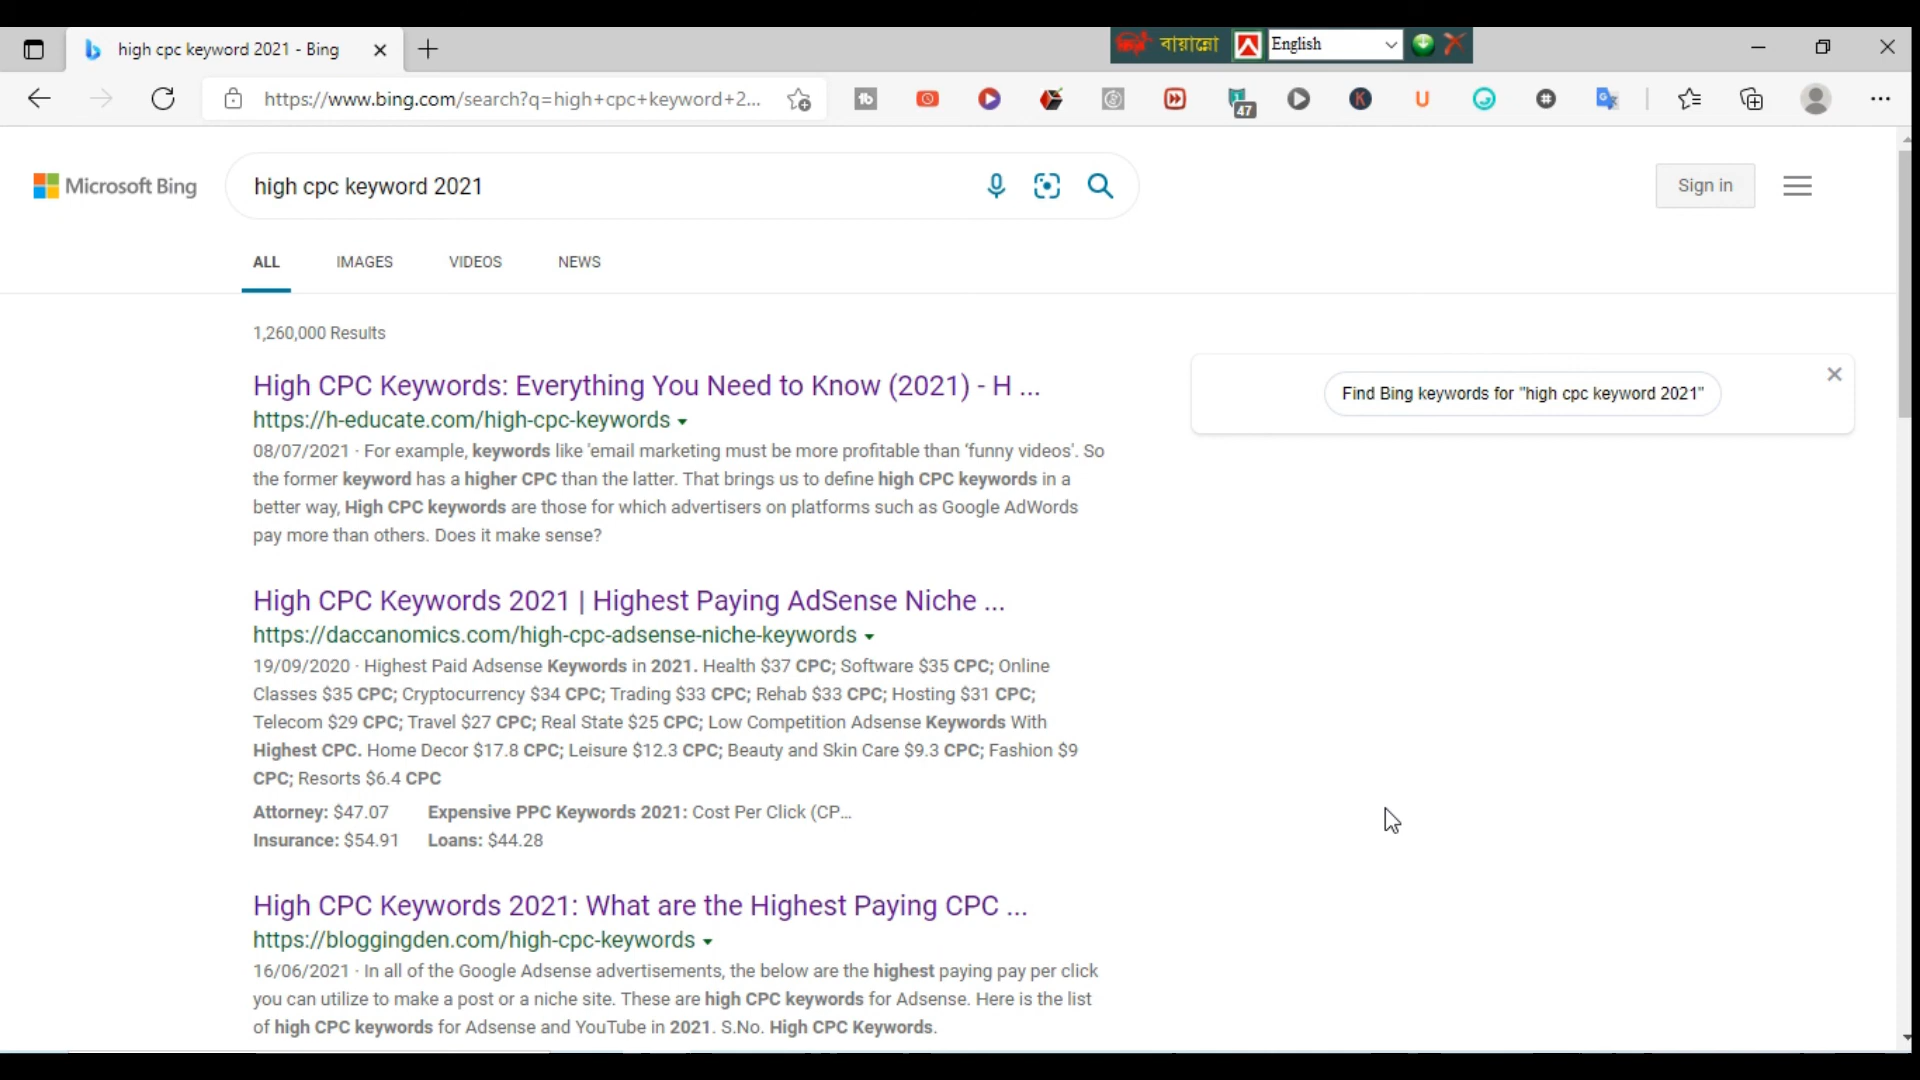 high cpc keyword 2021 - Bing
বায়ান্নো
English
https://www.bing.com/search?q=high+cpc+keyword+2...
47
Microsoft Bing
high cpc keyword 2021
Sign in
ALL
IMAGES
VIDEOS
NEWS
1,260,000 Results
High CPC Keywords: Everything You Need to Know (2021) - H ...
https://h-educate.com/high-cpc-keywords
08/07/2021 · For example, keywords like 'email marketing must be more profitable than ‘funny videos’. So
the former keyword has a higher CPC than the latter. That brings us to define high CPC keywords in a
better way, High CPC keywords are those for which advertisers on platforms such as Google AdWords
pay more than others. Does it make sense?
Find Bing keywords for "high cpc keyword 2021"
High CPC Keywords 2021 | Highest Paying AdSense Niche ...
https://daccanomics.com/high-cpc-adsense-niche-keywords
19/09/2020 · Highest Paid Adsense Keywords in 2021. Health $37 CPC; Software $35 CPC; Online
Classes $35 CPC; Cryptocurrency $34 CPC; Trading $33 CPC; Rehab $33 CPC; Hosting $31 CPC;
Telecom $29 CPC; Travel $27 CPC; Real State $25 CPC; Low Competition Adsense Keywords With
Highest CPC. Home Decor $17.8 CPC; Leisure $12.3 CPC; Beauty and Skin Care $9.3 CPC; Fashion $9
CPC; Resorts $6.4 CPC
Attorney: $47.07 Expensive PPC Keywords 2021: Cost Per Click (CP...
Insurance: $54.91 Loans: $44.28
High CPC Keywords 2021: What are the Highest Paying CPC ...
https://bloggingden.com/high-cpc-keywords
16/06/2021 · In all of the Google Adsense advertisements, the below are the highest paying pay per click
you can utilize to make a post or a niche site. These are high CPC keywords for Adsense. Here is the list
of high CPC keywords for Adsense and YouTube in 2021. S.No. High CPC Keywords.